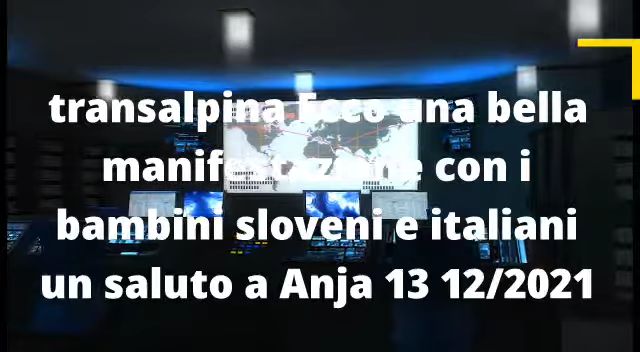 transalpina Ecco una bella
manifestazione con i
bambini sloveni e italiani
un saluto a Anja 13 12/2021